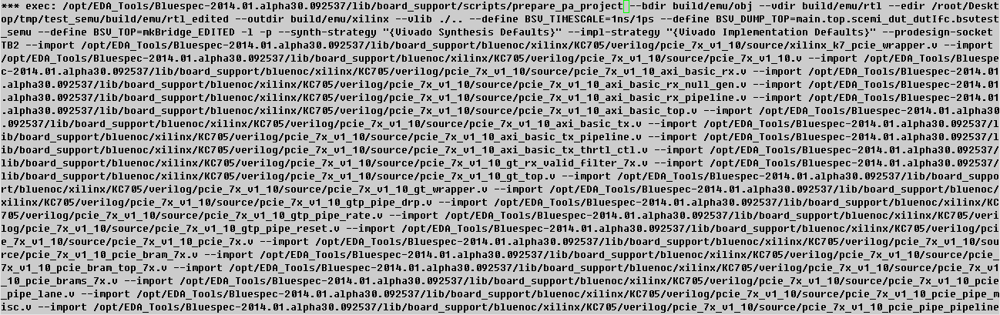 *** exec: /opt/EDA_Tools/Bluespec-2014.01.alpha30.092537/lib/board_support/scripts/prepare_pa_project --bdir build/emu/obj --vdir build/emu/rtl --edir /root/Deskt
op/tmp/test_semu/build/emu/rtl_edited --outdir build/emu/xilinx --vlib ./.. --define BSV_TIMESCALE=1ns/1ps --define BSV_DUMP_TOP=main.top.scemi_dut_dutIfc.bsvtest
_semu --define BSV_TOP=mkBridge_EDITED -l -p --synth-strategy "{Vivado Synthesis Defaults}" --impl-strategy "{Vivado Implementation Defaults}" --prodesign-socket
TB2 --import /opt/EDA_Tools/Bluespec-2014.01.alpha30.092537/lib/board_support/bluenoc/xilinx/KC705/verilog/pcie_7x_v1_10/source/xilinx_k7_pcie_wrapper.v --import
/opt/EDA_Tools/Bluespec-2014.01.alpha30.092537/lib/board_support/bluenoc/xilinx/KC705/verilog/pcie_7x_v1_10/source/pcie_7x_v1_10.v --import /opt/EDA_Tools/Bluespe
c-2014.01.alpha30.092537/lib/board_support/bluenoc/xilinx/KC705/verilog/pcie_7x_v1_10/source/pcie_7x_v1_10_axi_basic_rx.v --import /opt/EDA_Tools/Bluespec-2014.01
.alpha30.092537/lib/board_support/bluenoc/xilinx/KC705/verilog/pcie_7x_v1_10/source/pcie_7x_v1_10_axi_basic_rx_null_gen.v --import /opt/EDA_Tools/Bluespec-2014.01
.alpha30.092537/lib/board_support/bluenoc/xilinx/KC705/verilog/pcie_7x_v1_10/source/pcie_7x_v1_10_axi_basic_rx_pipeline.v --import /opt/EDA_Tools/Bluespec-2014.01
.alpha30.092537/lib/board_support/bluenoc/xilinx/KC705/verilog/pcie_7x_v1_10/source/pcie_7x_v1_10_axi_basic_top.v --import /opt/EDA_Tools/Bluespec-2014.01.alpha30
.092537/lib/board_support/bluenoc/xilinx/KC705/verilog/pcie_7x_v1_10/source/pcie_7x_v1_10_axi_basic_tx.v --import /opt/EDA_Tools/Bluespec-2014.01.alpha30.092537/l
ib/board_support/bluenoc/xilinx/KC705/verilog/pcie_7x_v1_10/source/pcie_7x_v1_10_axi_basic_tx_pipeline.v --import /opt/EDA_Tools/Bluespec-2014.01.alpha30.092537/l
ib/board_support/bluenoc/xilinx/KC705/verilog/pcie_7x_v1_10/source/pcie_7x_v1_10_axi_basic_tx_thrtl_ctl.v --import /opt/EDA_Tools/Bluespec-2014.01.alpha30.092537/
lib/board_support/bluenoc/xilinx/KC705/verilog/pcie_7x_v1_10/source/pcie_7x_v1_10_gt_rx_valid_filter_7x.v --import /opt/EDA_Tools/Bluespec-2014.01.alpha30.092537/
lib/board_support/bluenoc/xilinx/KC705/verilog/pcie_7x_v1_10/source/pcie_7x_v1_10_gt_top.v --import /opt/EDA_Tools/Bluespec-2014.01.alpha30.092537/lib/board_suppo
rt/bluenoc/xilinx/KC705/verilog/pcie_7x_v1_10/source/pcie_7x_v1_10_gt_wrapper.v --import /opt/EDA_Tools/Bluespec-2014.01.alpha30.092537/lib/board_support/bluenoc/
xilinx/KC705/verilog/pcie_7x_v1_10/source/pcie_7x_v1_10_gtp_pipe_drp.v --import /opt/EDA_Tools/Bluespec-2014.01.alpha30.092537/lib/board_support/bluenoc/xilinx/KC
705/verilog/pcie_7x_v1_10/source/pcie_7x_v1_10_gtp_pipe_rate.v --import /opt/EDA_Tools/Bluespec-2014.01.alpha30.092537/lib/board_support/bluenoc/xilinx/KC705/veri
log/pcie_7x_v1_10/source/pcie_7x_v1_10_gtp_pipe_reset.v --import /opt/EDA_Tools/Bluespec-2014.01.alpha30.092537/lib/board_support/bluenoc/xilinx/KC705/verilog/pci
e_7x_v1_10/source/pcie_7x_v1_10_pcie_7x.v --import /opt/EDA_Tools/Bluespec-2014.01.alpha30.092537/lib/board_support/bluenoc/xilinx/KC705/verilog/pcie_7x_v1_10/sou
rce/pcie_7x_v1_10_pcie_bram_7x.v --import /opt/EDA_Tools/Bluespec-2014.01.alpha30.092537/lib/board_support/bluenoc/xilinx/KC705/verilog/pcie_7x_v1_10/source/pcie_
7x_v1_10_pcie_bram_top_7x.v --import /opt/EDA_Tools/Bluespec-2014.01.alpha30.092537/lib/board_support/bluenoc/xilinx/KC705/verilog/pcie_7x_v1_10/source/pcie_7x_v1
_10_pcie_brams_7x.v --import /opt/EDA_Tools/Bluespec-2014.01.alpha30.092537/lib/board_support/bluenoc/xilinx/KC705/verilog/pcie_7x_v1_10/source/pcie_7x_v1_10_pcie
_pipe_lane.v --import /opt/EDA_Tools/Bluespec-2014.01.alpha30.092537/lib/board_support/bluenoc/xilinx/KC705/verilog/pcie_7x_v1_10/source/pcie_7x_v1_10_pcie_pipe_m
isc.v --import /opt/EDA_Tools/Bluespec-2014.01.alpha30.092537/lib/board_support/bluenoc/xilinx/KC705/verilog/pcie_7x_v1_10/source/pcie_7x_v1_10_pcie_pipe_pipeline